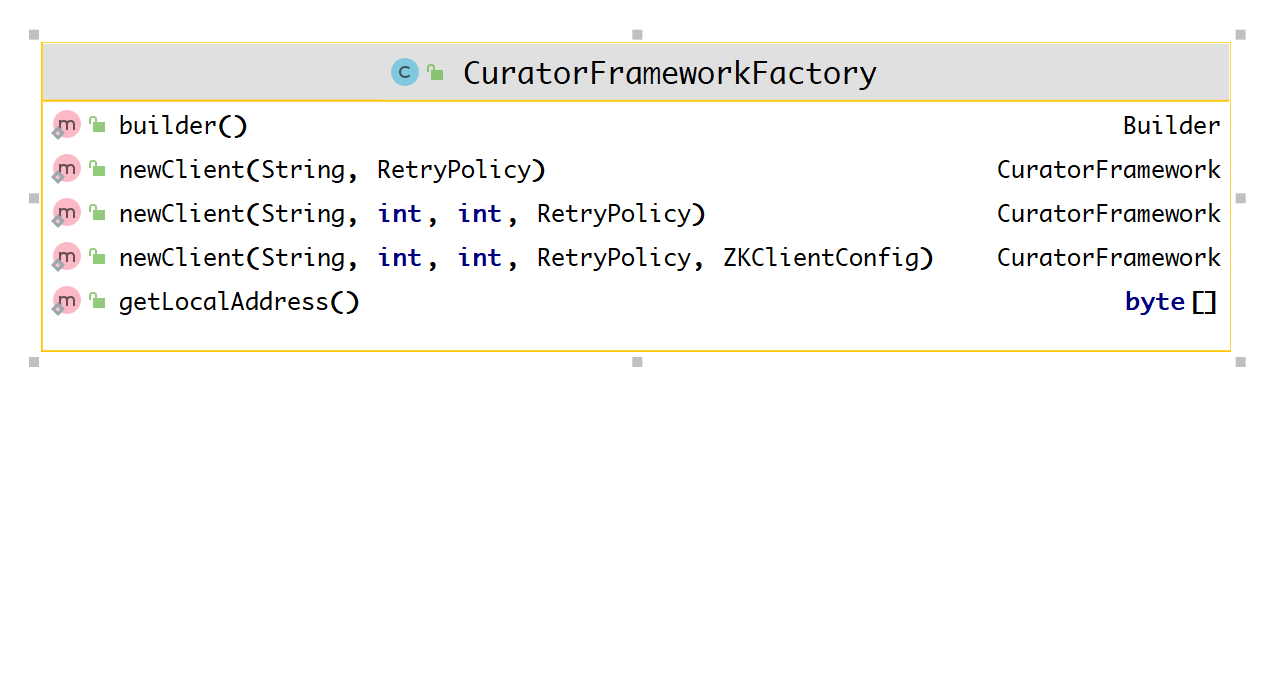 C CuratorFrameworkFactory
m builder() Builder
m newClient(String, RetryPolicy) CuratorFramework
m newClient(String, int, int, RetryPolicy) CuratorFramework
m newClient(String, int, int, RetryPolicy, ZKClientConfig) CuratorFramework
m getLocalAddress() byte[]